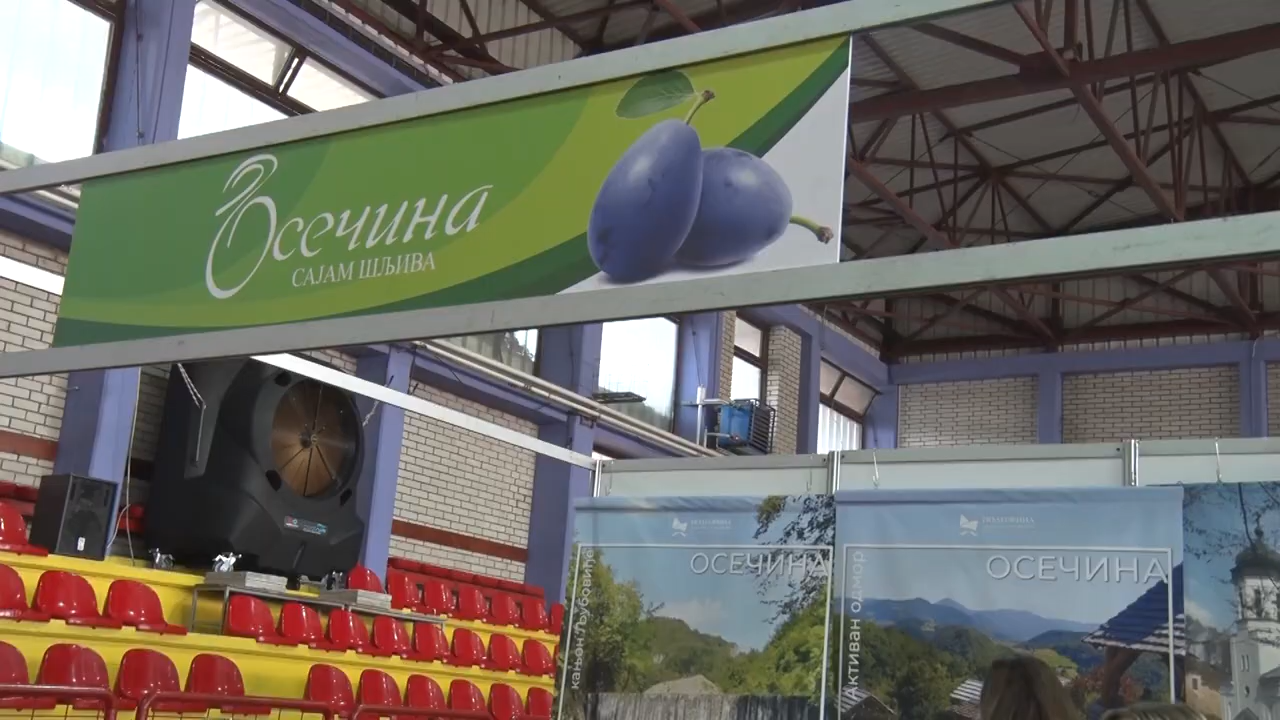 Осечина
САЈАМ ШЉИВА
ОСЕЧИНА
кањон Љубовиђе
ОСЕЧИНА
Активан одмор